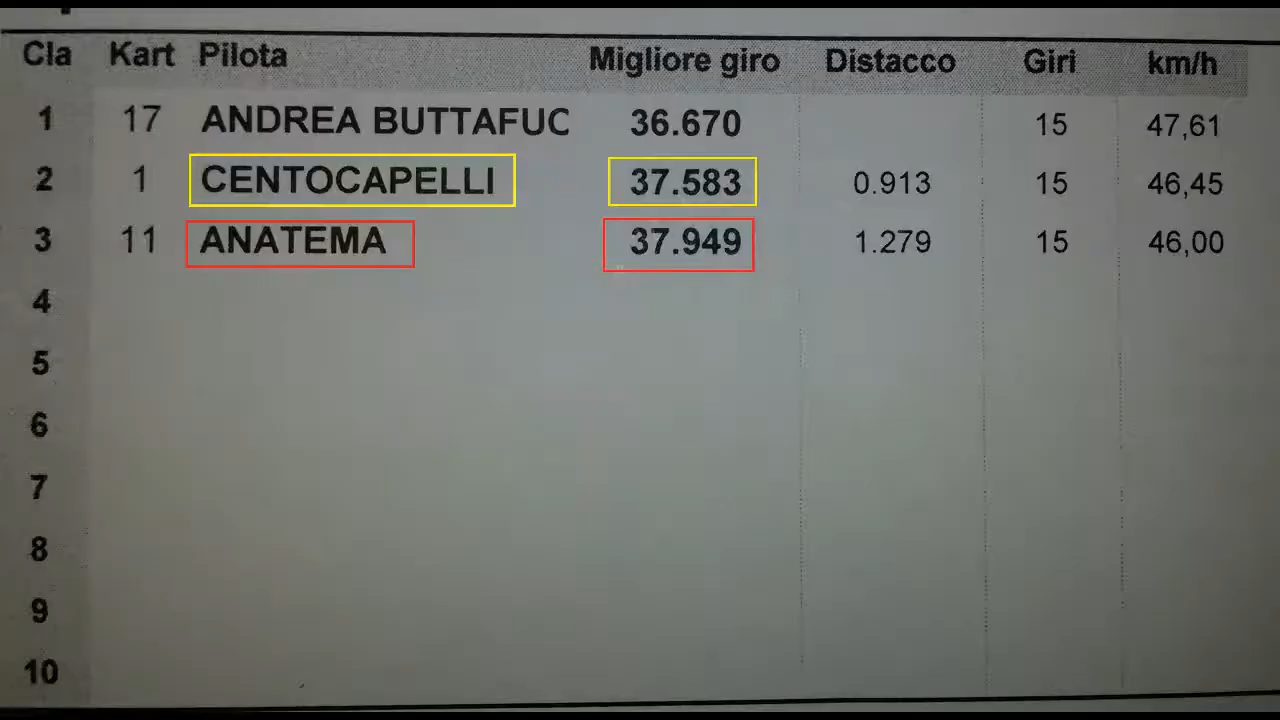 Cla Kart Pilota Migliore giro Distacco Giri km/h
1 17 ANDREA BUTTAFUC 36.670 15 47,61
2 1 CENTOCAPELLI 37.583 0.913 15 46,45
3 11 ANATEMA 37.949 1.279 15 46,00
4
5
6
7
8
9
10